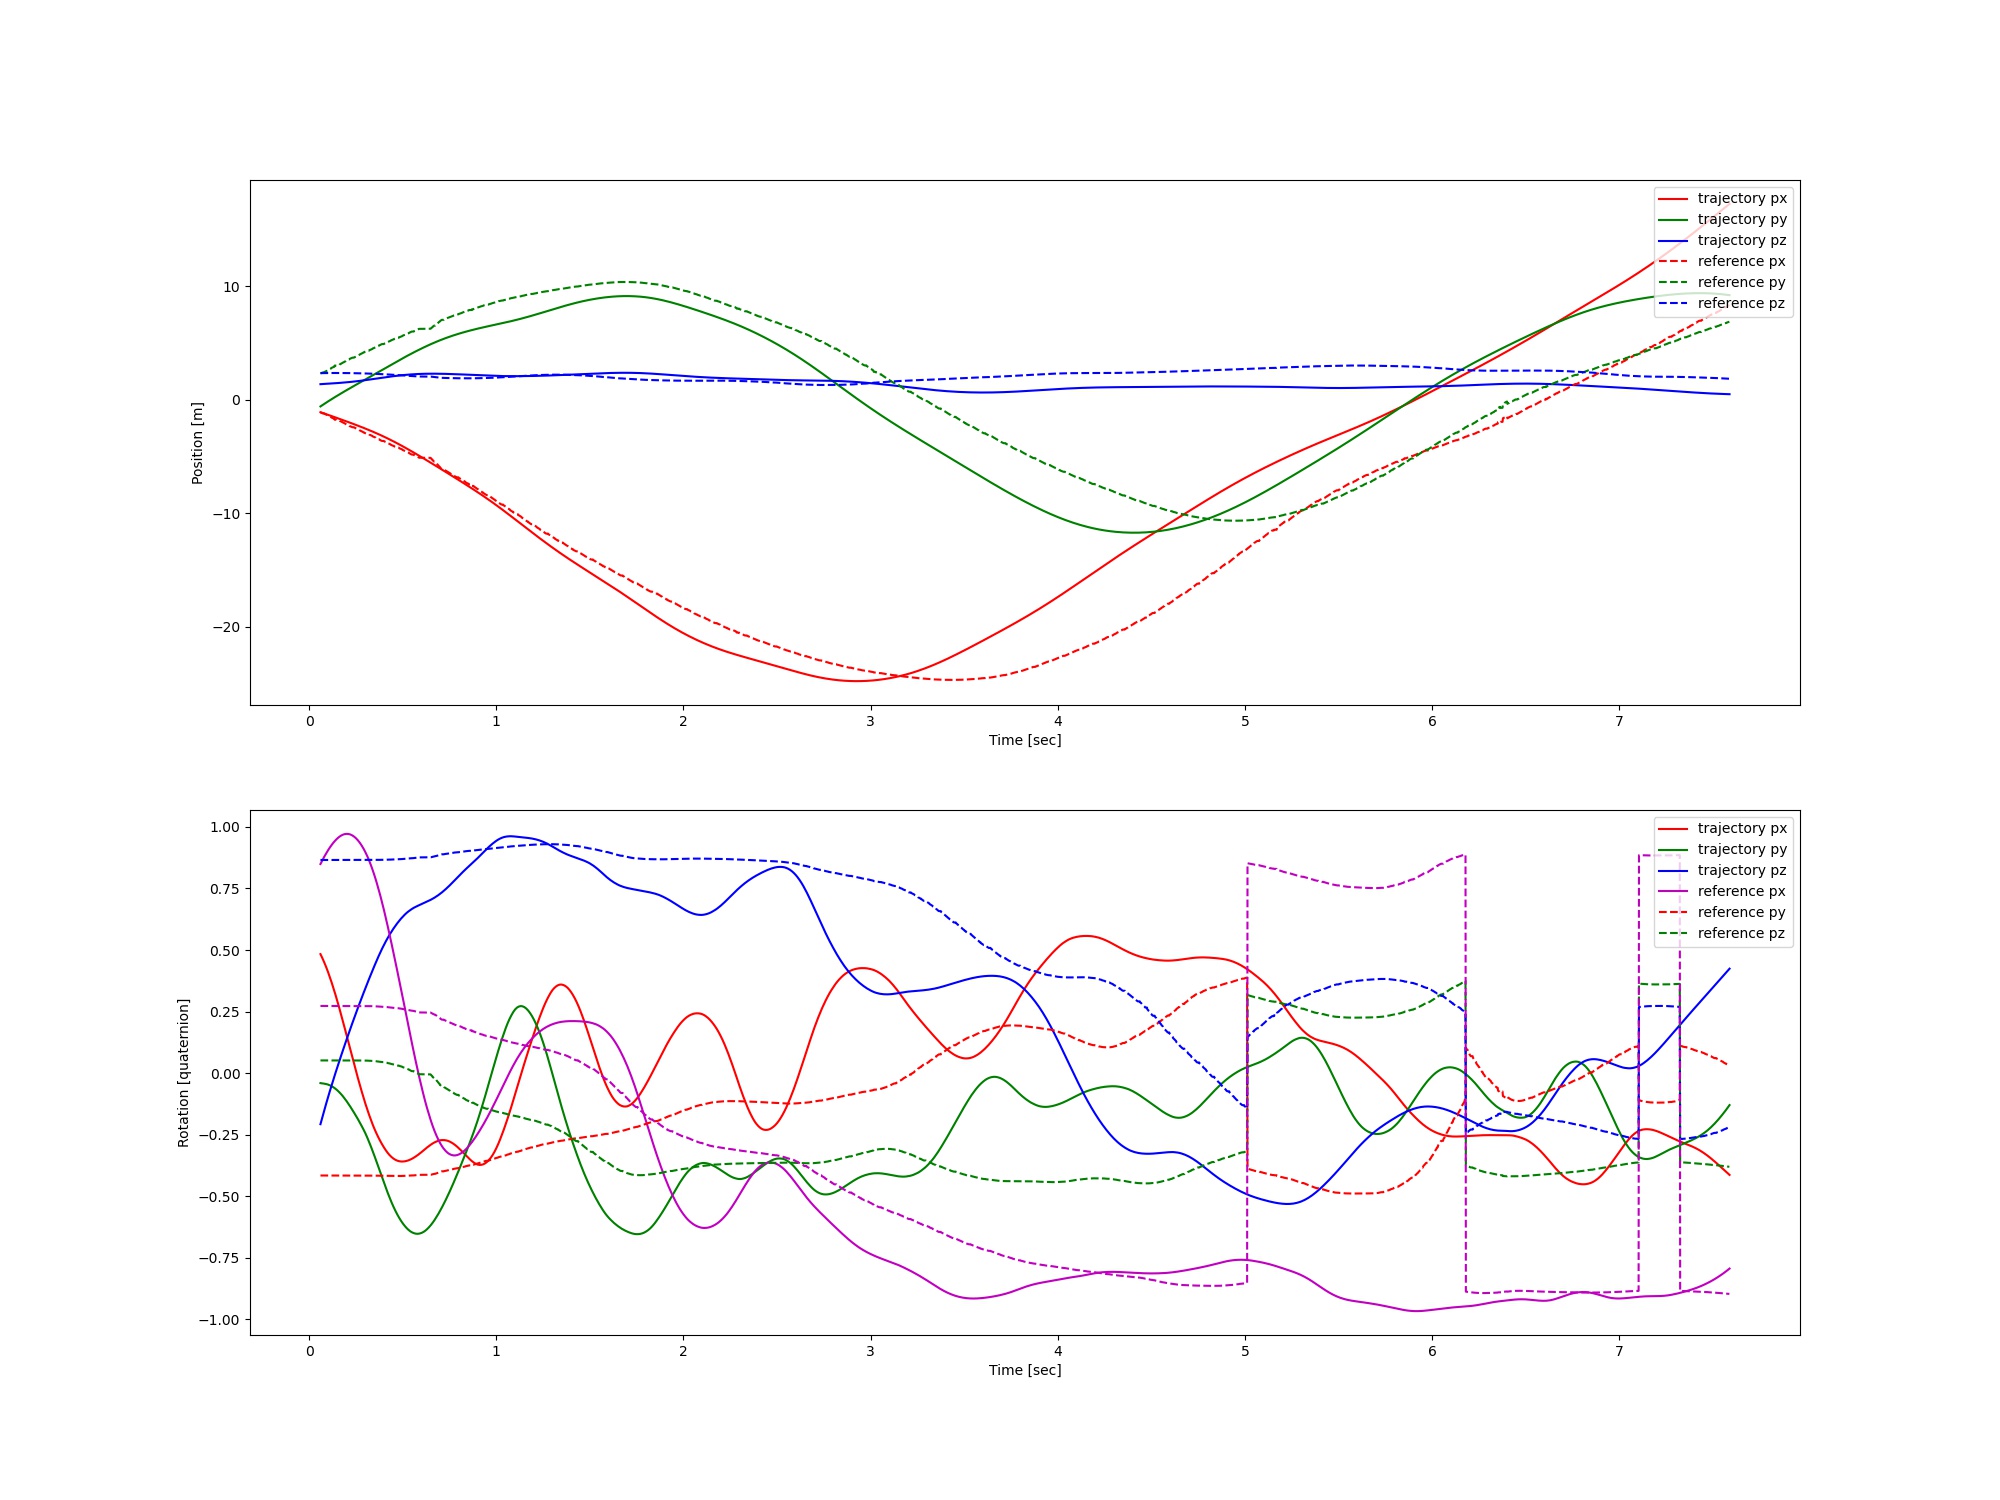 trajectory px
trajectory py
trajectory pz
reference px
reference py
reference pz
10
0
−10
−20
Position [m]
0 1 2 3 4 5 6 7
Time [sec]
trajectory px
trajectory py
trajectory pz
reference px
reference py
reference pz
1.00
0.75
0.50
0.25
0.00
−0.25
−0.50
−0.75
−1.00
Rotation [quaternion]
0 1 2 3 4 5 6 7
Time [sec]